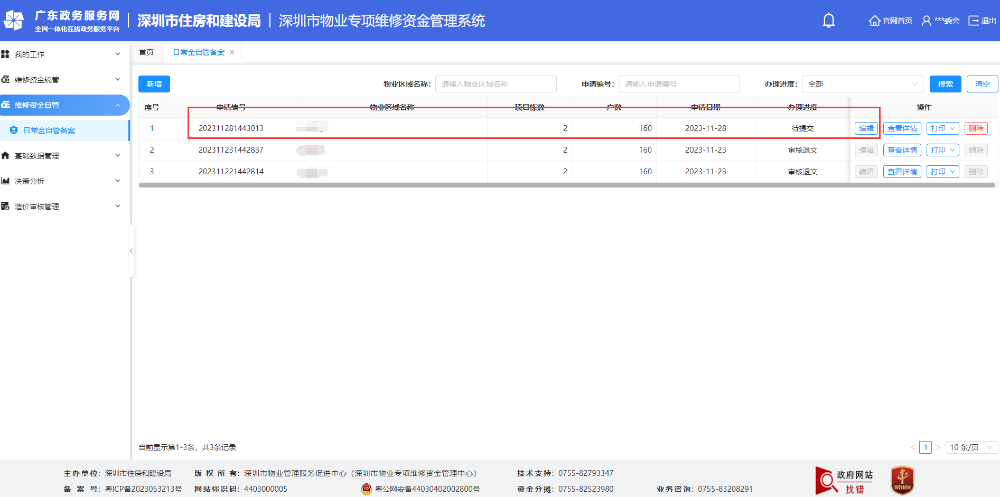 广东政务服务网
全国一体化在线政务服务平台
深圳市住房和建设局
深圳市物业专项维修资金管理系统
官网首页
***委会
退出
我的工作
维修资金统管
维修资金自管
日常金自管备案
基础数据管理
决策分析
造价审核管理
首页 日常金自管备案
新增 物业区域名称： 请输入物业区域名称 申请编号： 请输入申请编号 办理进度： 全部 搜索 清空
序号 申请编号 物业区域名称 项目栋数 户数 申请日期 办理进度 操作
1 202311281443013 2 160 2023-11-28 待提交 编辑 查看详情 打印 删除
2 202311231442837 2 160 2023-11-23 审核退文 编辑 查看详情 打印 删除
3 202311221442814 2 160 2023-11-23 审核退文 编辑 查看详情 打印 删除
当前显示第1-3条，共3条记录 1 10 条/页
主办单位：深圳市住房和建设局 版权所有：深圳市物业管理服务促进中心（深圳市物业专项维修资金管理中心） 技术支持：0755-82793347
备案号：粤ICP备2023053213号 网站标识码：4403000005 粤公网安备44030402002800号 资金分摊：0755-82523980 业务咨询：0755-83208291
政府网站
找错
党政机关